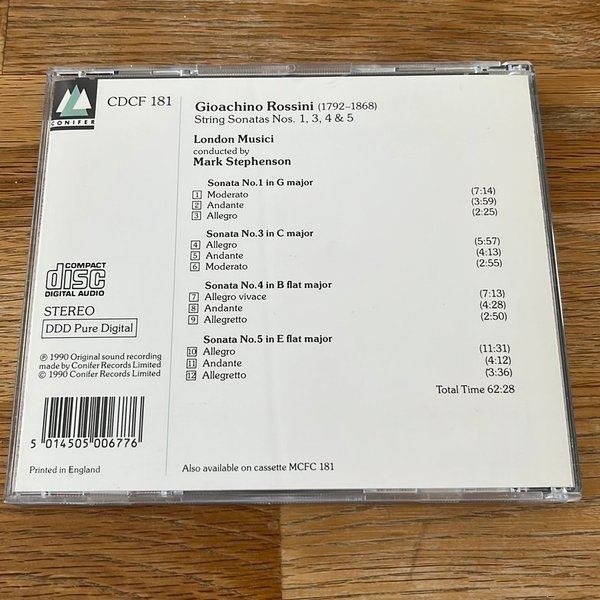 CONIFER
CDCF 181
Gioachino Rossini (1792–1868)
String Sonatas Nos. 1, 3, 4 & 5
London Musici
conducted by
Mark Stephenson
Sonata No.1 in G major
1 Moderato (7:14)
2 Andante (3:59)
3 Allegro (2:25)
Sonata No.3 in C major
4 Allegro (5:57)
5 Andante (4:13)
6 Moderato (2:55)
Sonata No.4 in B flat major
7 Allegro vivace (7:13)
8 Andante (4:28)
9 Allegretto (2:50)
Sonata No.5 in E flat major
10 Allegro (11:31)
11 Andante (4:12)
12 Allegretto (3:36)
Total Time 62:28
COMPACT
disc
DIGITAL AUDIO
STEREO
DDD Pure Digital
℗ 1990 Original sound recording
made by Conifer Records Limited
© 1990 Conifer Records Limited
5 014505 006776
Printed in England
Also available on cassette MCFC 181